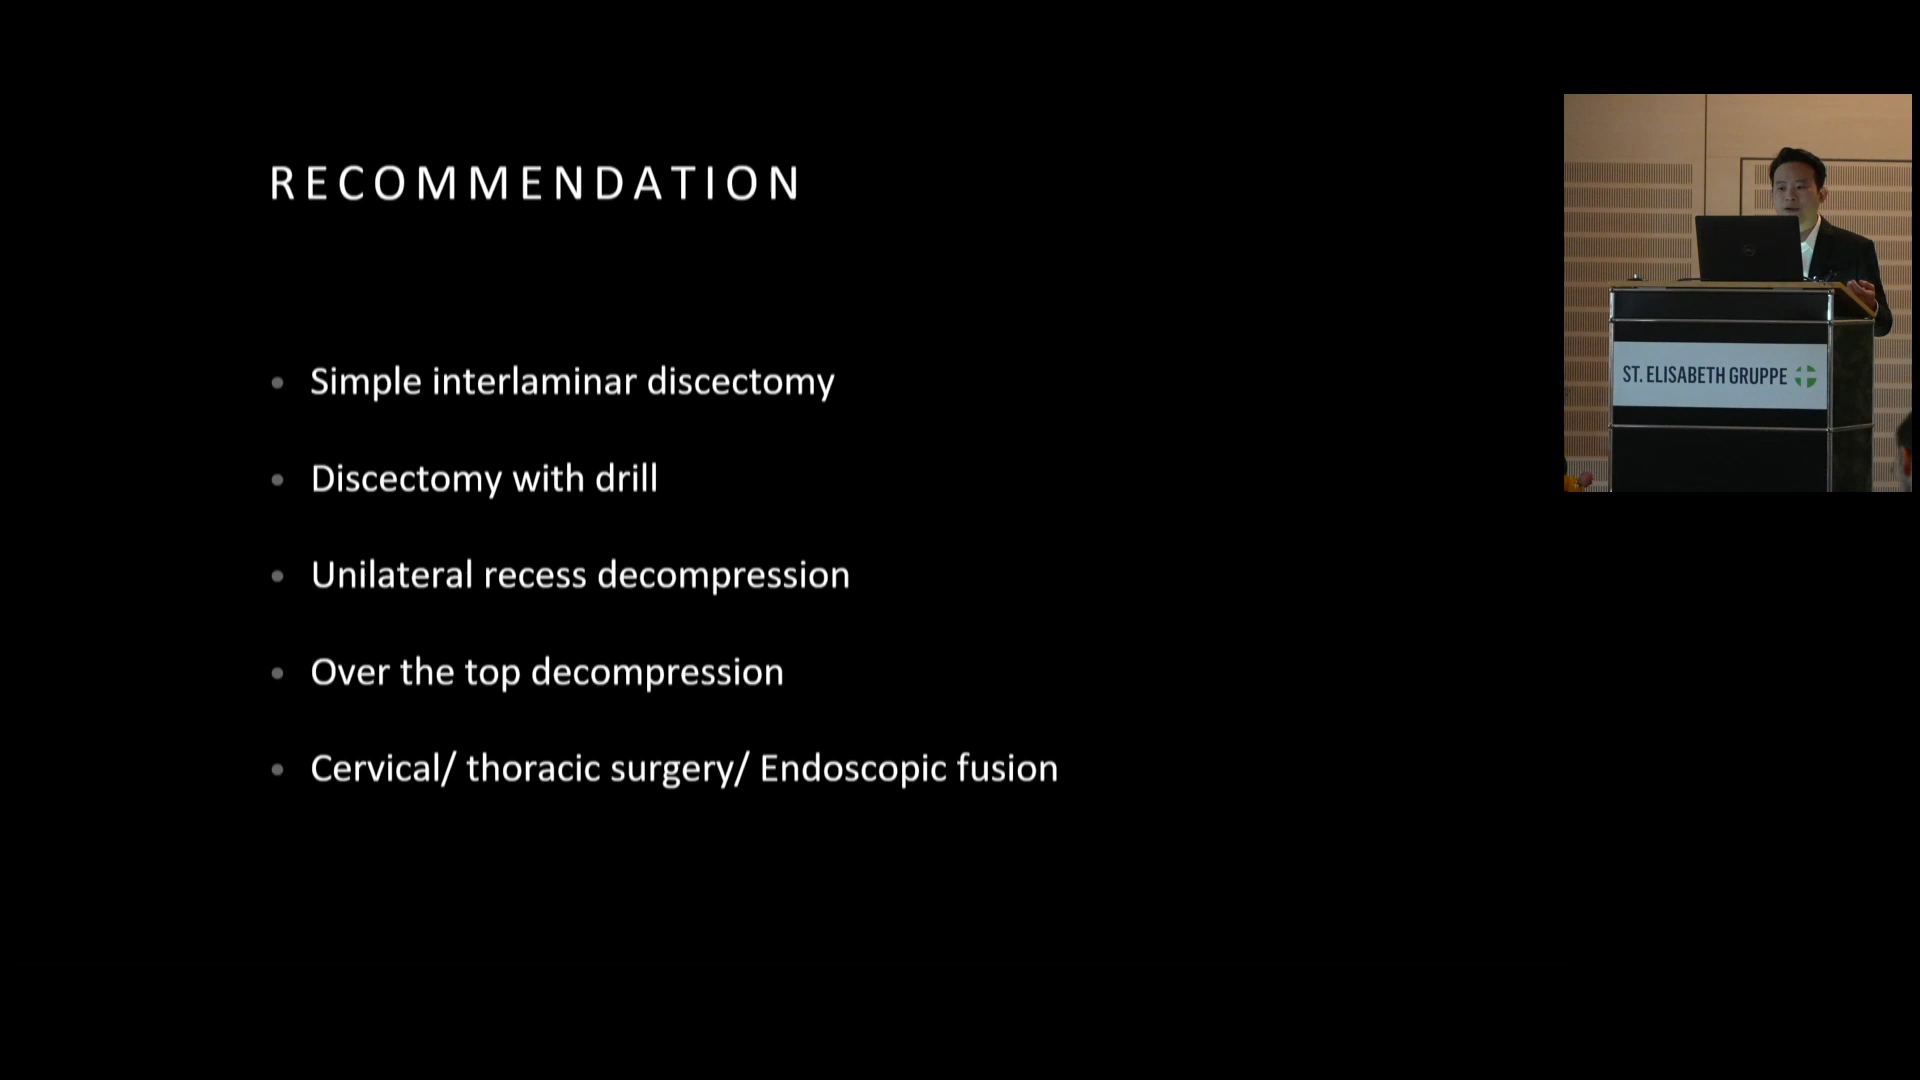 RECOMMENDATION
Simple interlaminar discectomy
Discectomy with drill
Unilateral recess decompression
Over the top decompression
Cervical/ thoracic surgery/ Endoscopic fusion
ST. ELISABETH GRUPPE